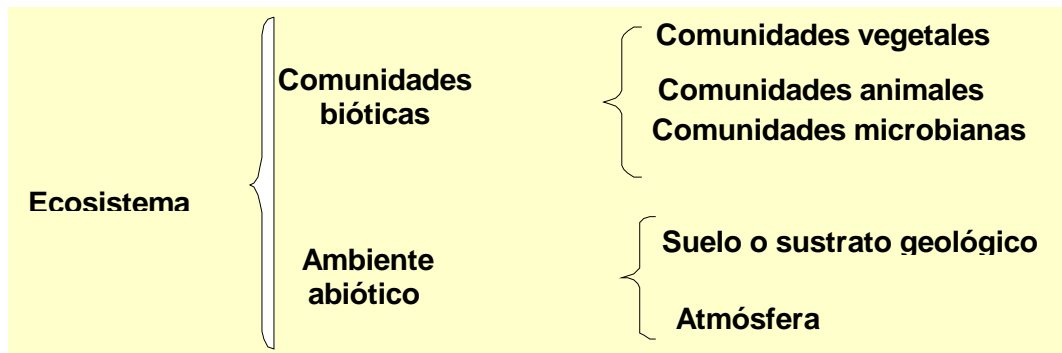 Ecosistema
Comunidades
bióticas
Comunidades vegetales
Comunidades animales
Comunidades microbianas
Ambiente
abiótico
Suelo o sustrato geológico
Atmósfera